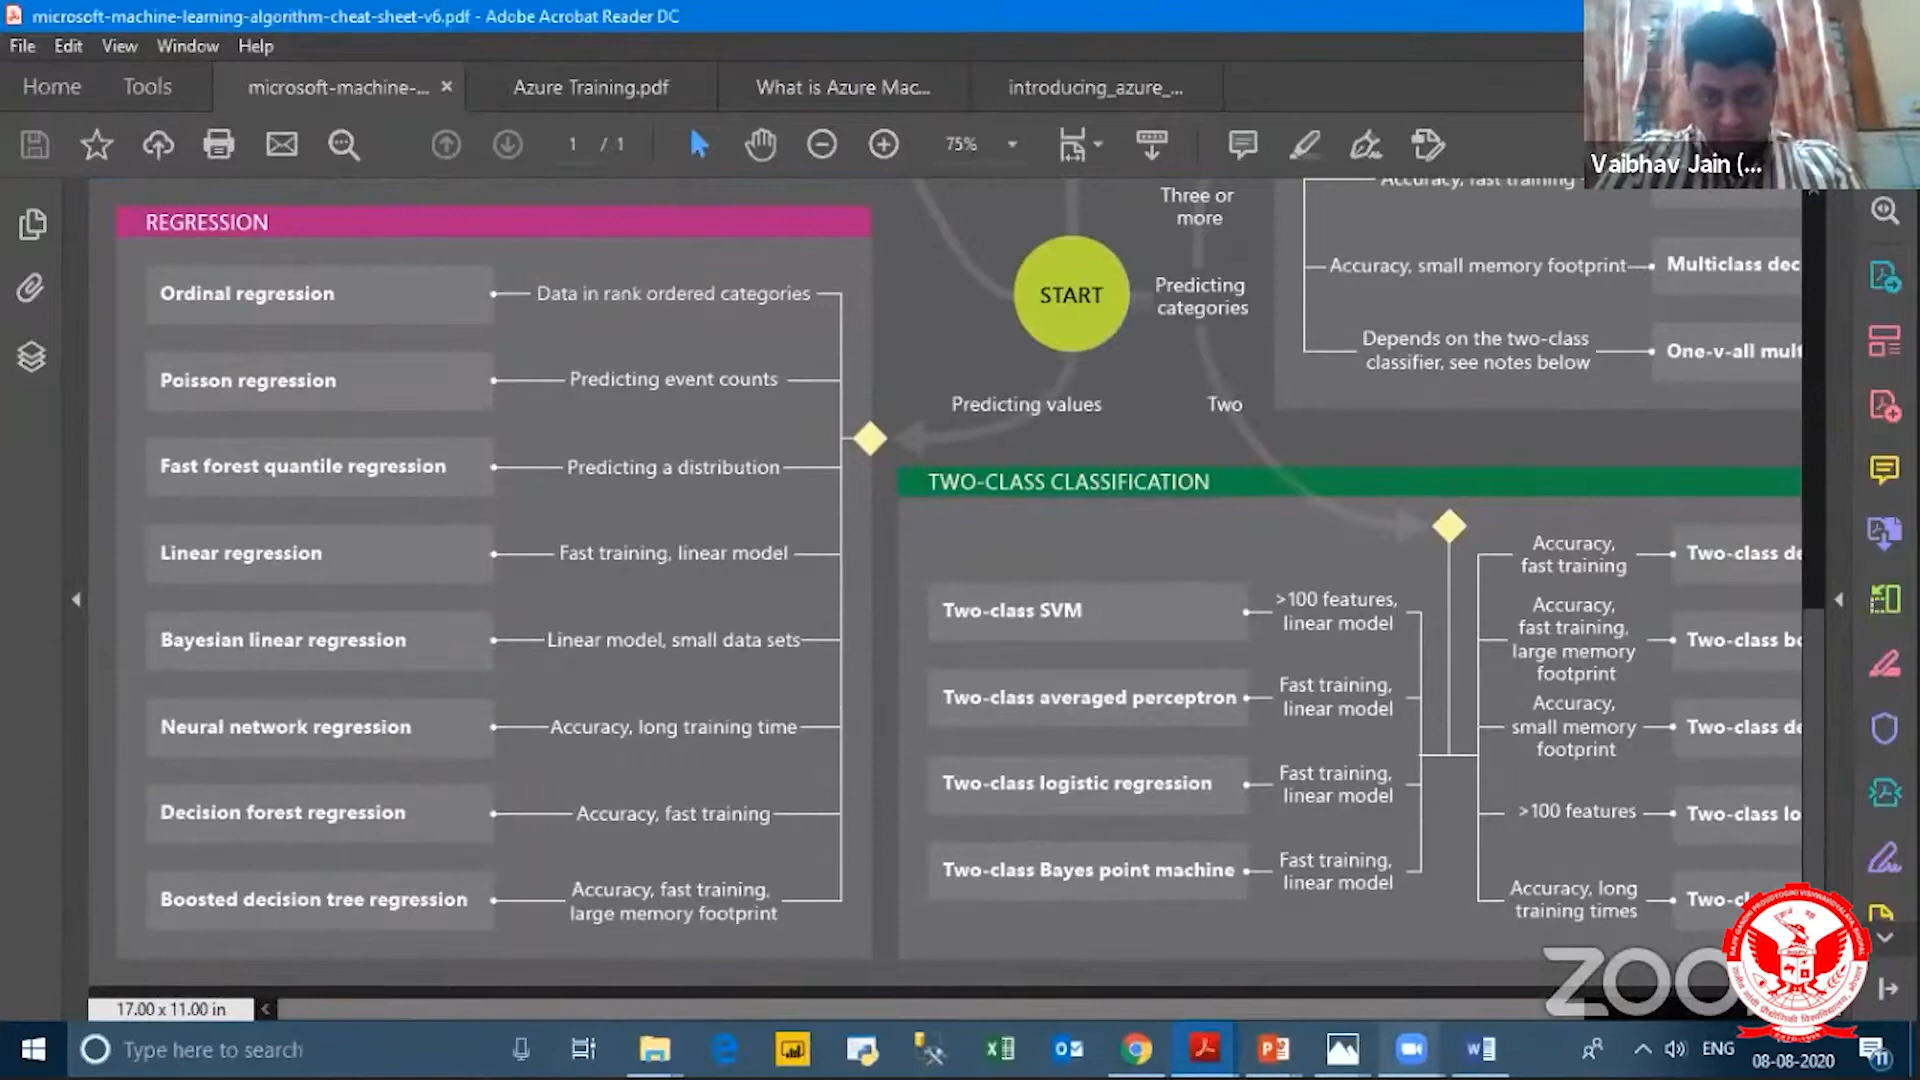 microsoft-machine-learning-algorithm-cheat-sheet-v6.pdf - Adobe Acrobat Reader DC
File Edit View Window Help
Home Tools microsoft-machine-... × Azure Training.pdf What is Azure Mac... introducing_azure_...
1 / 1 75%
Vaibhav Jain (...
REGRESSION
Ordinal regression
Data in rank ordered categories
Poisson regression
Predicting event counts
Fast forest quantile regression
Predicting a distribution
Linear regression
Fast training, linear model
Bayesian linear regression
Linear model, small data sets
Neural network regression
Accuracy, long training time
Decision forest regression
Accuracy, fast training
Boosted decision tree regression
Accuracy, fast training,
large memory footprint
START
Three or
more
Predicting
categories
Predicting values
Two
Accuracy, fast training
Accuracy, small memory footprint
Multiclass dec
Depends on the two-class
classifier, see notes below
One-v-all mult
TWO-CLASS CLASSIFICATION
Two-class SVM
>100 features,
linear model
Two-class averaged perceptron
Fast training,
linear model
Two-class logistic regression
Fast training,
linear model
Two-class Bayes point machine
Fast training,
linear model
Accuracy,
fast training
Two-class de
Accuracy,
fast training,
large memory
footprint
Two-class bo
Accuracy,
small memory
footprint
Two-class de
>100 features
Two-class lo
Accuracy, long
training times
Two-cl
zoo
17.00 x 11.00 in
Type here to search
ENG
08-08-2020
11